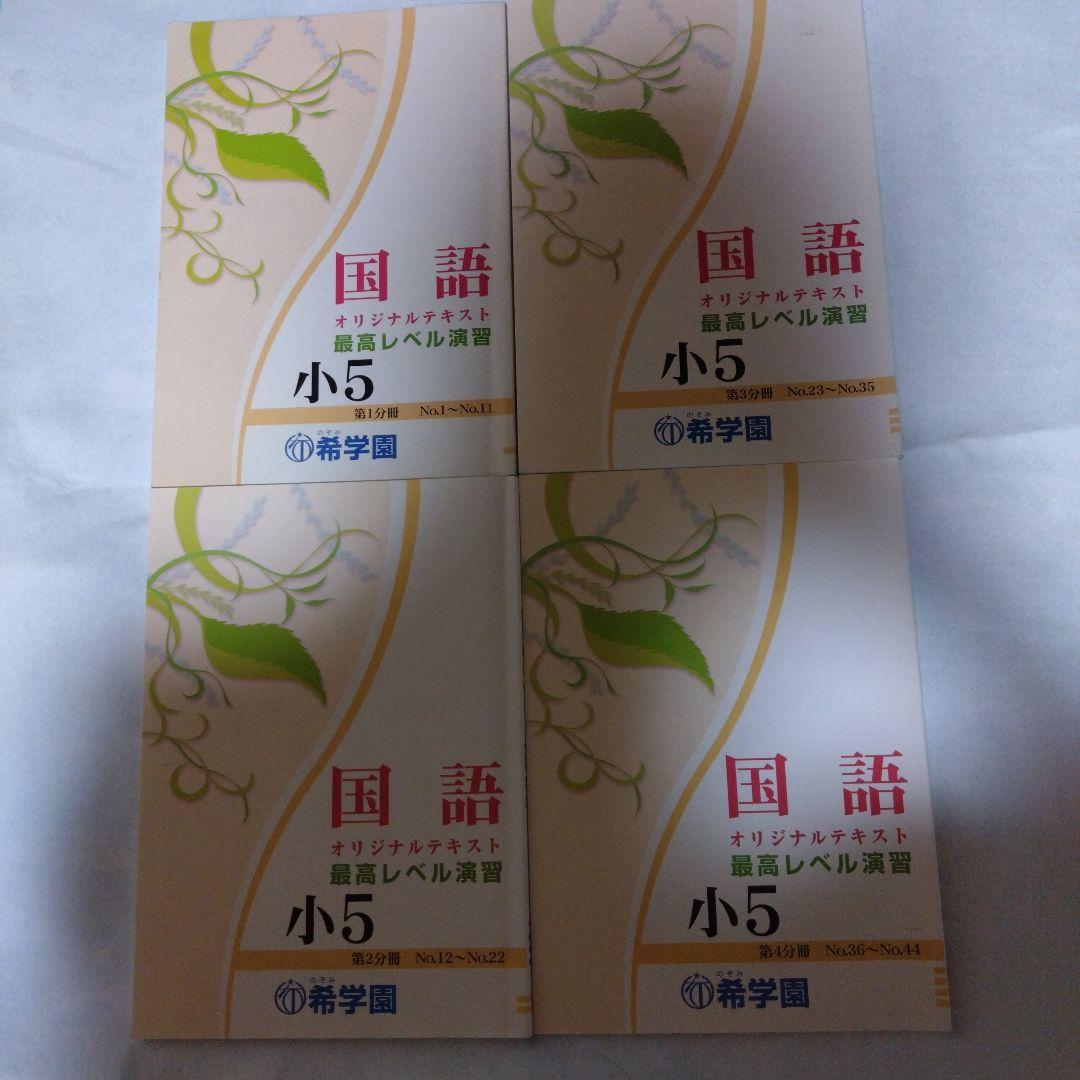 国語
オリジナルテキスト
最高レベル演習
小5
第1分冊 No.1〜No.11
のぞみ
希学園
国語
オリジナルテキスト
最高レベル演習
小5
第3分冊 No.23〜No.35
のぞみ
希学園
国語
オリジナルテキスト
最高レベル演習
小5
第2分冊 No.12〜No.22
のぞみ
希学園
国語
オリジナルテキスト
最高レベル演習
小5
第4分冊 No.36〜No.44
のぞみ
希学園